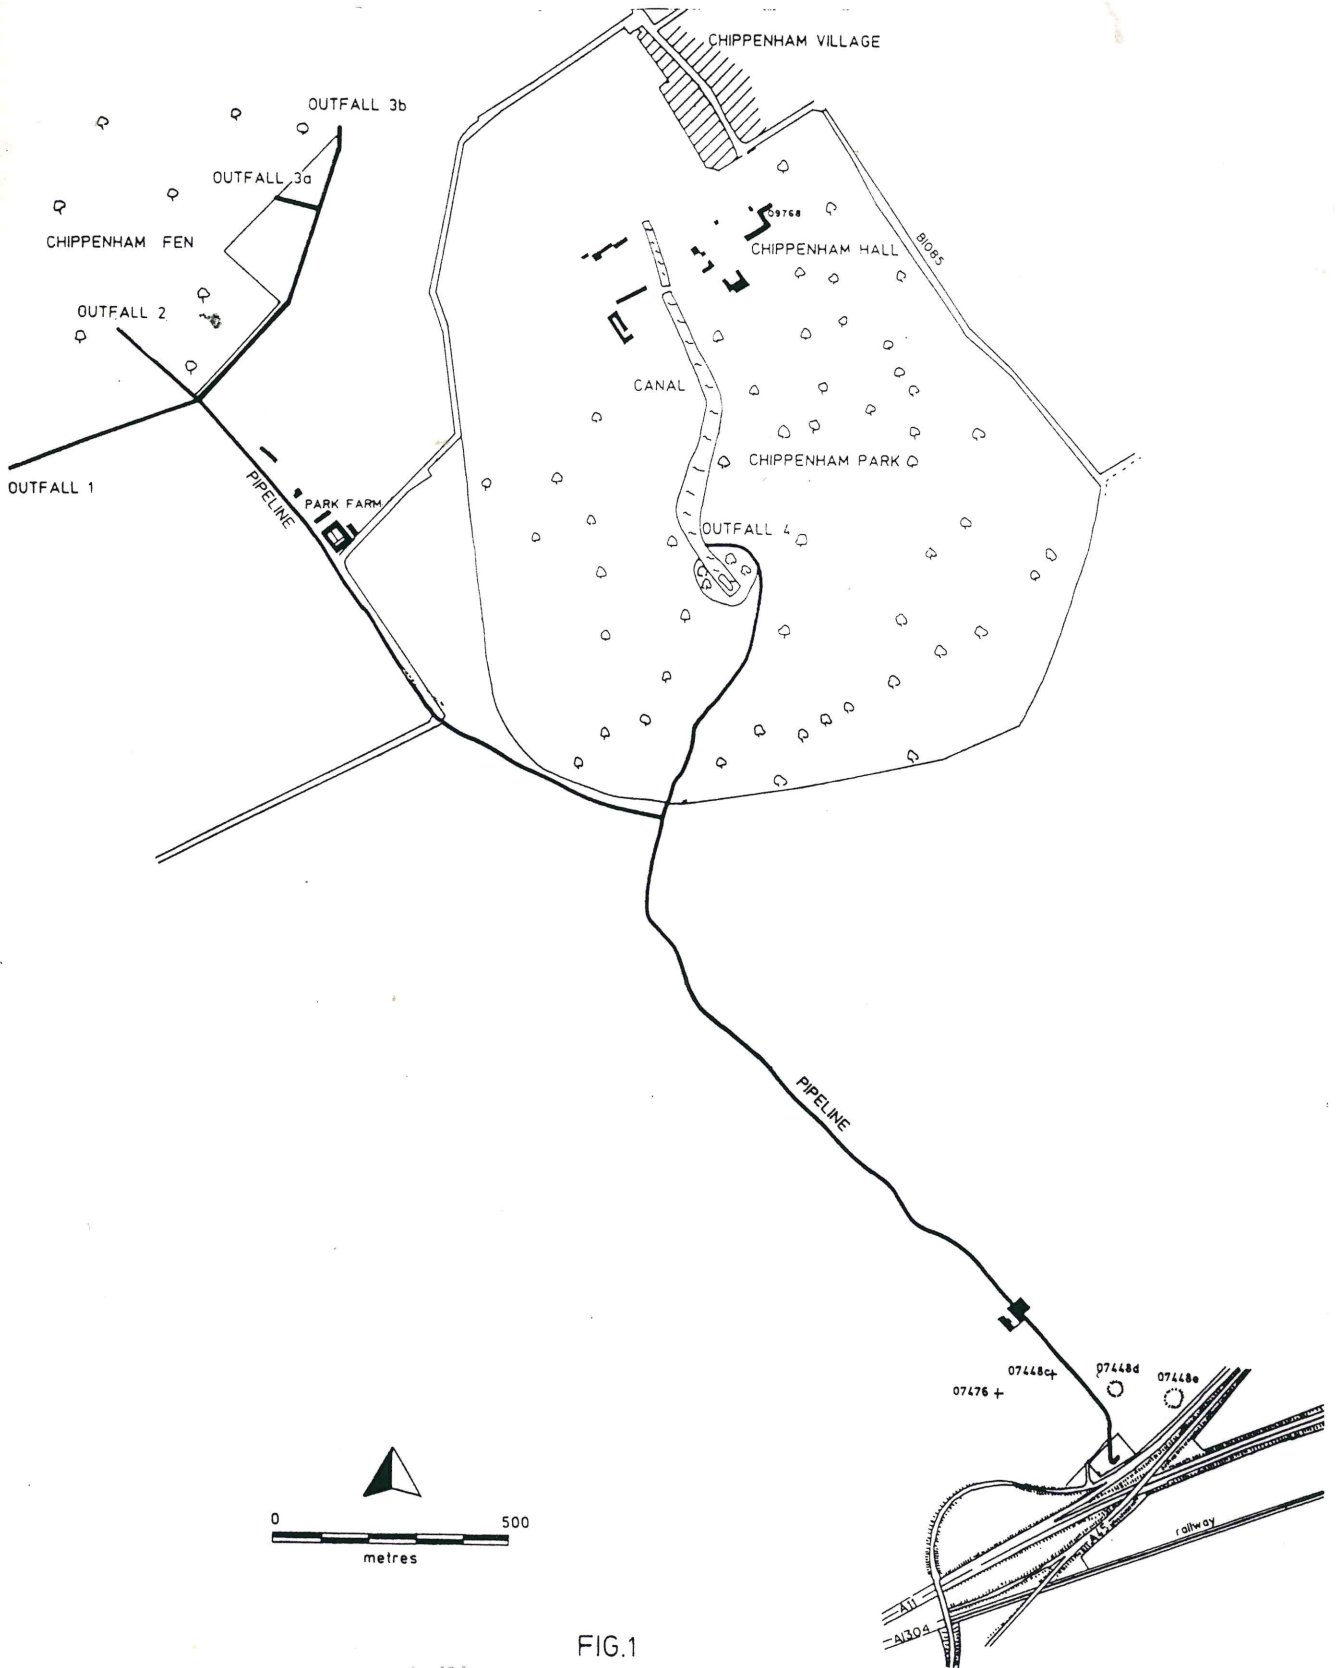 CHIPPENHAM VILLAGE
OUTFALL 3b
OUTFALL 3a
09768
CHIPPENHAM FEN
CHIPPENHAM HALL
B1085
OUTFALL 2
CANAL
CHIPPENHAM PARK
OUTFALL 1
PIPELINE
PARK FARM
OUTFALL 4
PIPELINE
07448c+
07448d
07448e
07476 +
0 500
metres
railway
A45
A11
A1304
FIG.1